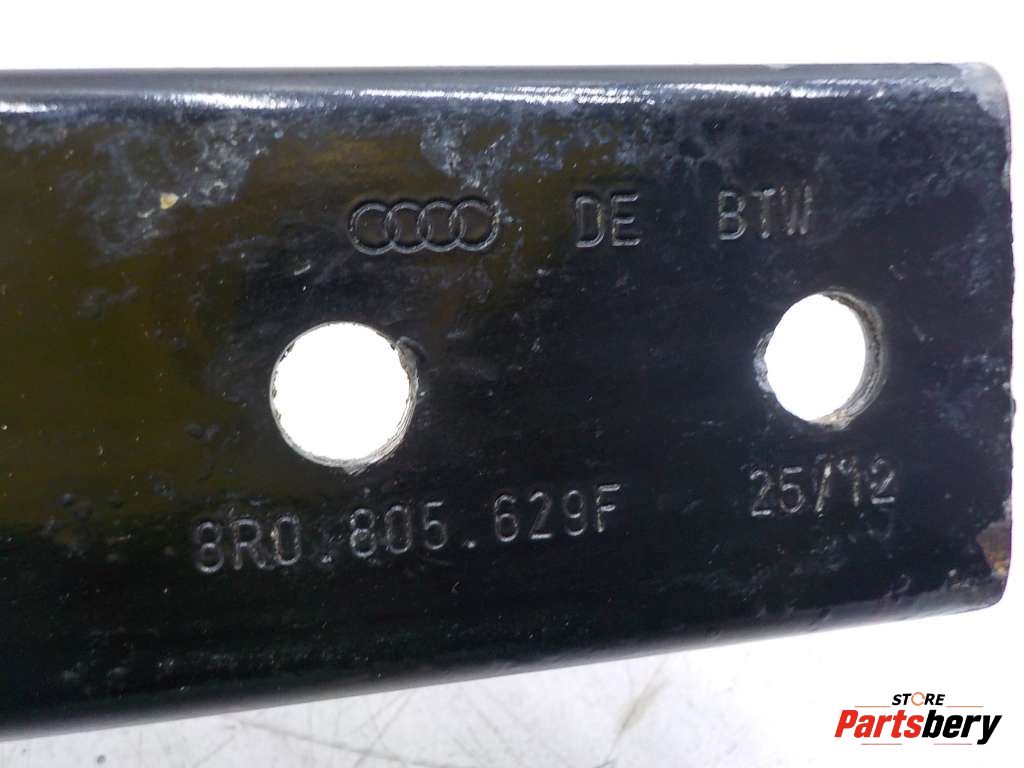 DE BTW
8R0.805.629F 25/12
STORE
Partsbery